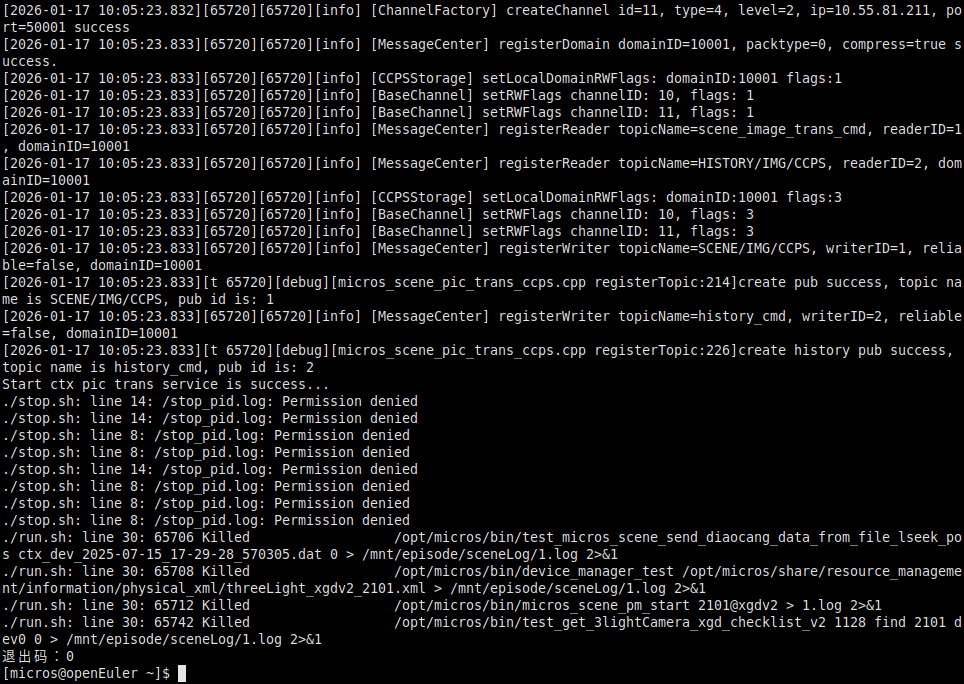 [2026-01-17 10:05:23.832][65720][65720][info] [ChannelFactory] createChannel id=11, type=4, level=2, ip=10.55.81.211, po
rt=50001 success
[2026-01-17 10:05:23.833][65720][65720][info] [MessageCenter] registerDomain domainID=10001, packtype=0, compress=true s
uccess.
[2026-01-17 10:05:23.833][65720][65720][info] [CCPSStorage] setLocalDomainRWFlags: domainID:10001 flags:1
[2026-01-17 10:05:23.833][65720][65720][info] [BaseChannel] setRWFlags channelID: 10, flags: 1
[2026-01-17 10:05:23.833][65720][65720][info] [BaseChannel] setRWFlags channelID: 11, flags: 1
[2026-01-17 10:05:23.833][65720][65720][info] [MessageCenter] registerReader topicName=scene_image_trans_cmd, readerID=1
, domainID=10001
[2026-01-17 10:05:23.833][65720][65720][info] [MessageCenter] registerReader topicName=HISTORY/IMG/CCPS, readerID=2, dom
ainID=10001
[2026-01-17 10:05:23.833][65720][65720][info] [CCPSStorage] setLocalDomainRWFlags: domainID:10001 flags:3
[2026-01-17 10:05:23.833][65720][65720][info] [BaseChannel] setRWFlags channelID: 10, flags: 3
[2026-01-17 10:05:23.833][65720][65720][info] [BaseChannel] setRWFlags channelID: 11, flags: 3
[2026-01-17 10:05:23.833][65720][65720][info] [MessageCenter] registerWriter topicName=SCENE/IMG/CCPS, writerID=1, relia
ble=false, domainID=10001
[2026-01-17 10:05:23.833][t 65720][debug][micros_scene_pic_trans_ccps.cpp registerTopic:214]create pub success, topic na
me is SCENE/IMG/CCPS, pub id is: 1
[2026-01-17 10:05:23.833][65720][65720][info] [MessageCenter] registerWriter topicName=history_cmd, writerID=2, reliable
=false, domainID=10001
[2026-01-17 10:05:23.833][t 65720][debug][micros_scene_pic_trans_ccps.cpp registerTopic:226]create history pub success,
topic name is history_cmd, pub id is: 2
Start ctx pic trans service is success...
./stop.sh: line 14: /stop_pid.log: Permission denied
./stop.sh: line 14: /stop_pid.log: Permission denied
./stop.sh: line 8: /stop_pid.log: Permission denied
./stop.sh: line 8: /stop_pid.log: Permission denied
./stop.sh: line 14: /stop_pid.log: Permission denied
./stop.sh: line 8: /stop_pid.log: Permission denied
./stop.sh: line 8: /stop_pid.log: Permission denied
./stop.sh: line 8: /stop_pid.log: Permission denied
./run.sh: line 30: 65706 Killed                  /opt/micros/bin/test_micros_scene_send_diaocang_data_from_file_lseek_po
s ctx_dev_2025-07-15_17-29-28_570305.dat 0 > /mnt/episode/sceneLog/1.log 2>&1
./run.sh: line 30: 65708 Killed                  /opt/micros/bin/device_manager_test /opt/micros/share/resource_manageme
nt/information/physical_xml/threeLight_xgdv2_2101.xml > /mnt/episode/sceneLog/1.log 2>&1
./run.sh: line 30: 65712 Killed                  /opt/micros/bin/micros_scene_pm_start 2101@xgdv2 > 1.log 2>&1
./run.sh: line 30: 65742 Killed                  /opt/micros/bin/test_get_3lightCamera_xgd_checklist_v2 1128 find 2101 d
ev0 0 > /mnt/episode/sceneLog/1.log 2>&1
退出码：0
[micros@openEuler ~]$